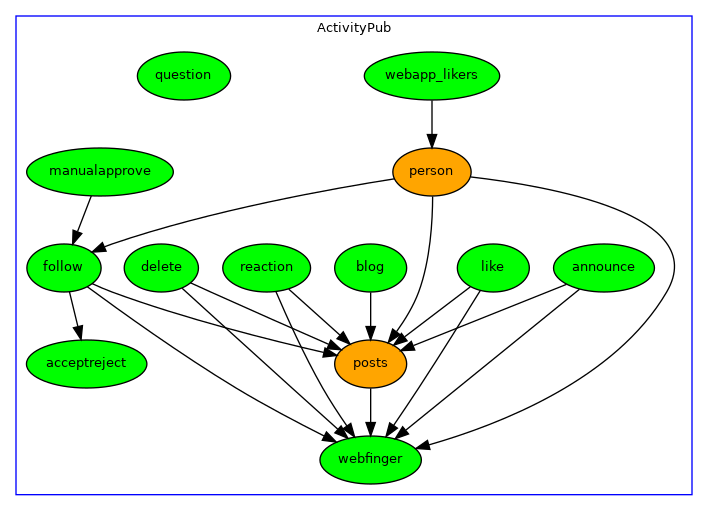 ActivityPub
question
webapp_likers
manualapprove
person
follow
delete
reaction
blog
like
announce
acceptreject
posts
webfinger